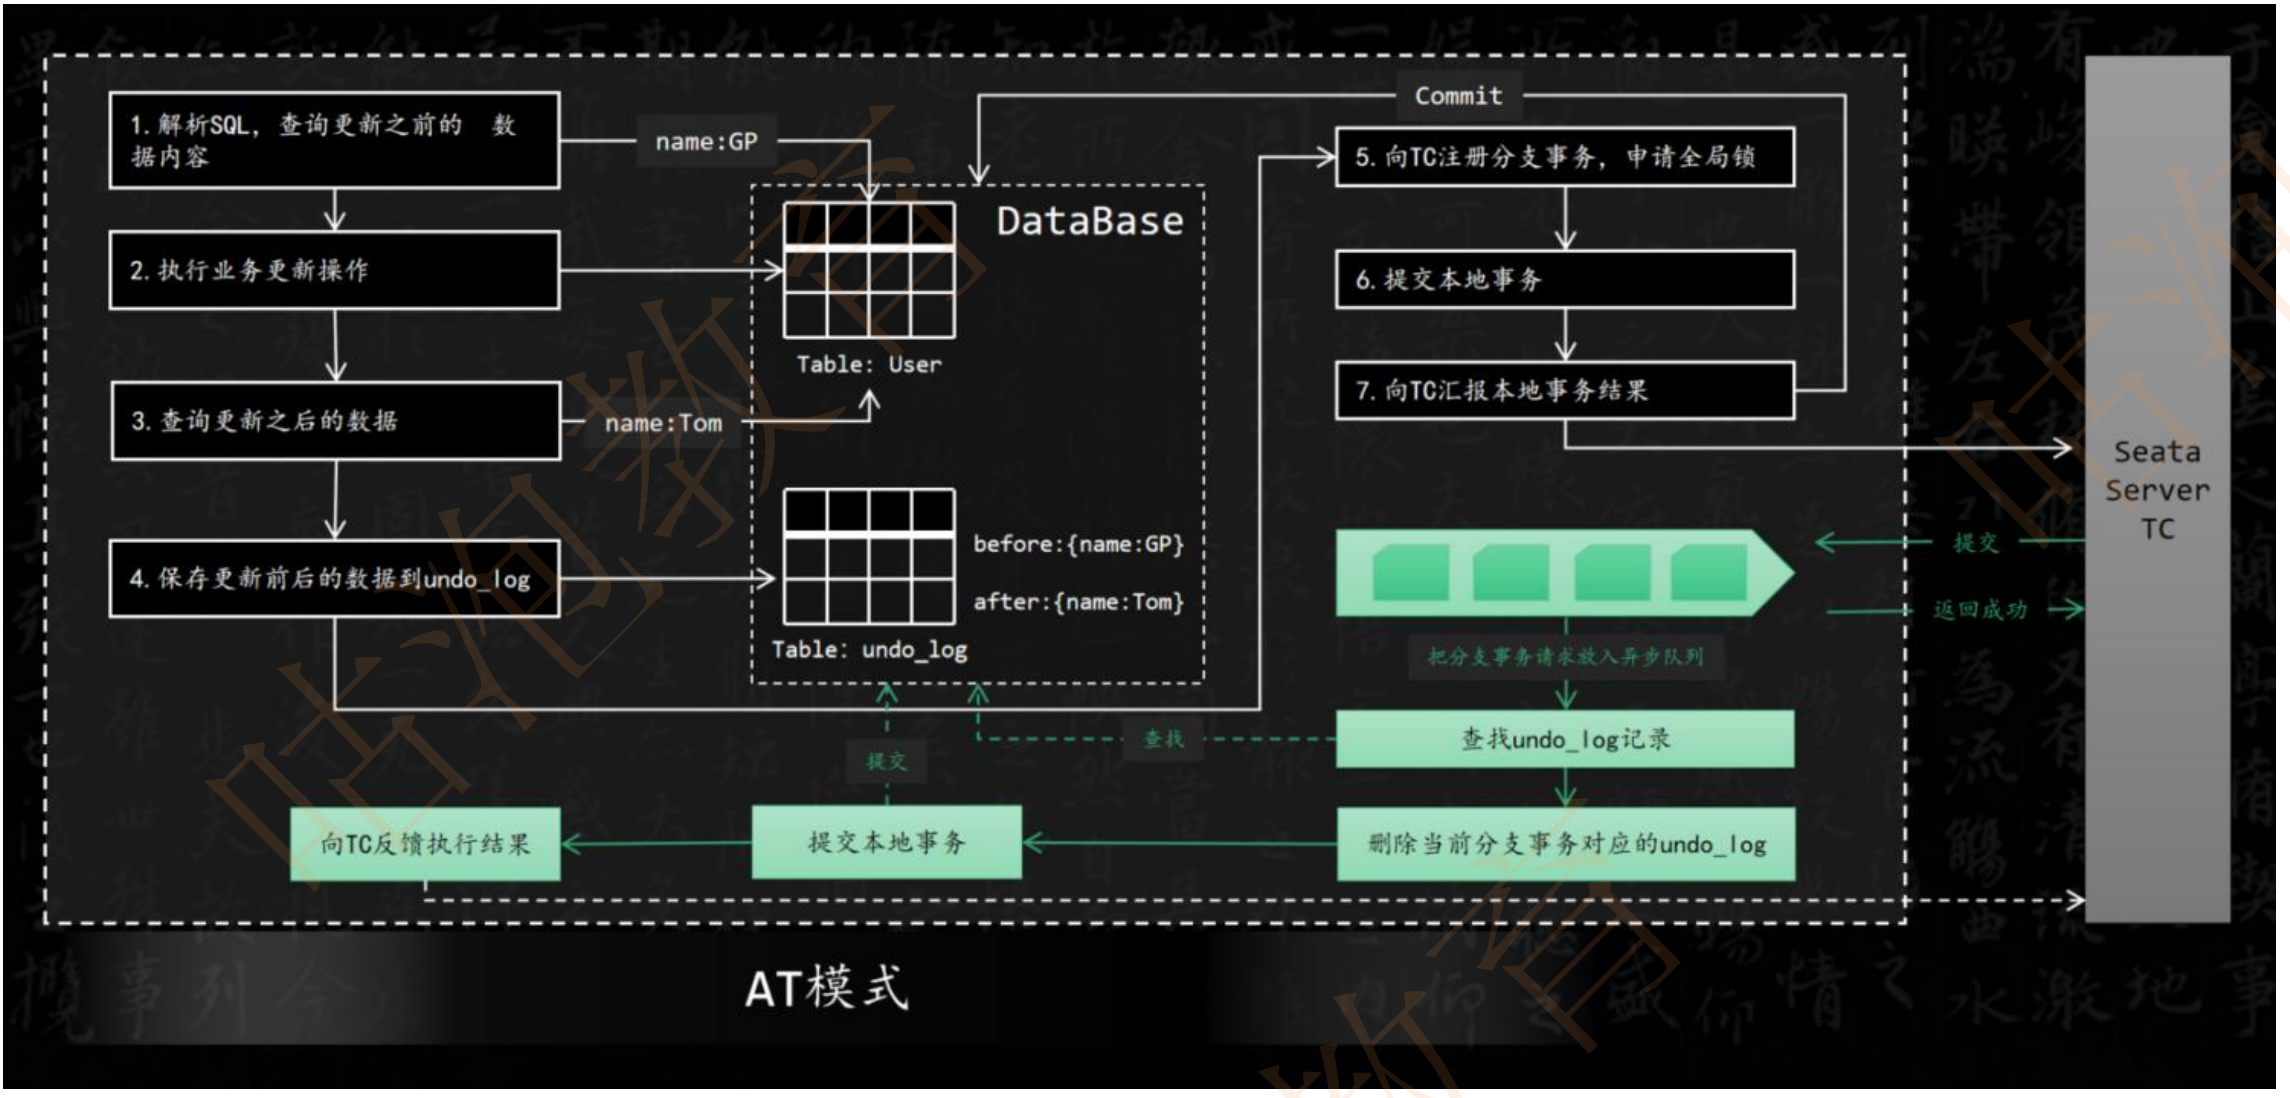 1.解析SQL，查询更新之前的 数
据内容
name:GP
2.执行业务更新操作
3.查询更新之后的数据
name:Tom
4.保存更新前后的数据到undo_log
DataBase
Table: User
before:{name:GP}
after:{name:Tom}
Table: undo_log
Commit
5.向TC注册分支事务，申请全局锁
6.提交本地事务
7.向TC汇报本地事务结果
Seata
Server
TC
提交
返回成功
把分支事务请求放入异步队列
查找undo_log记录
查找
删除当前分支事务对应的undo_log
提交本地事务
提交
向TC反馈执行结果
AT模式
咕泡教育